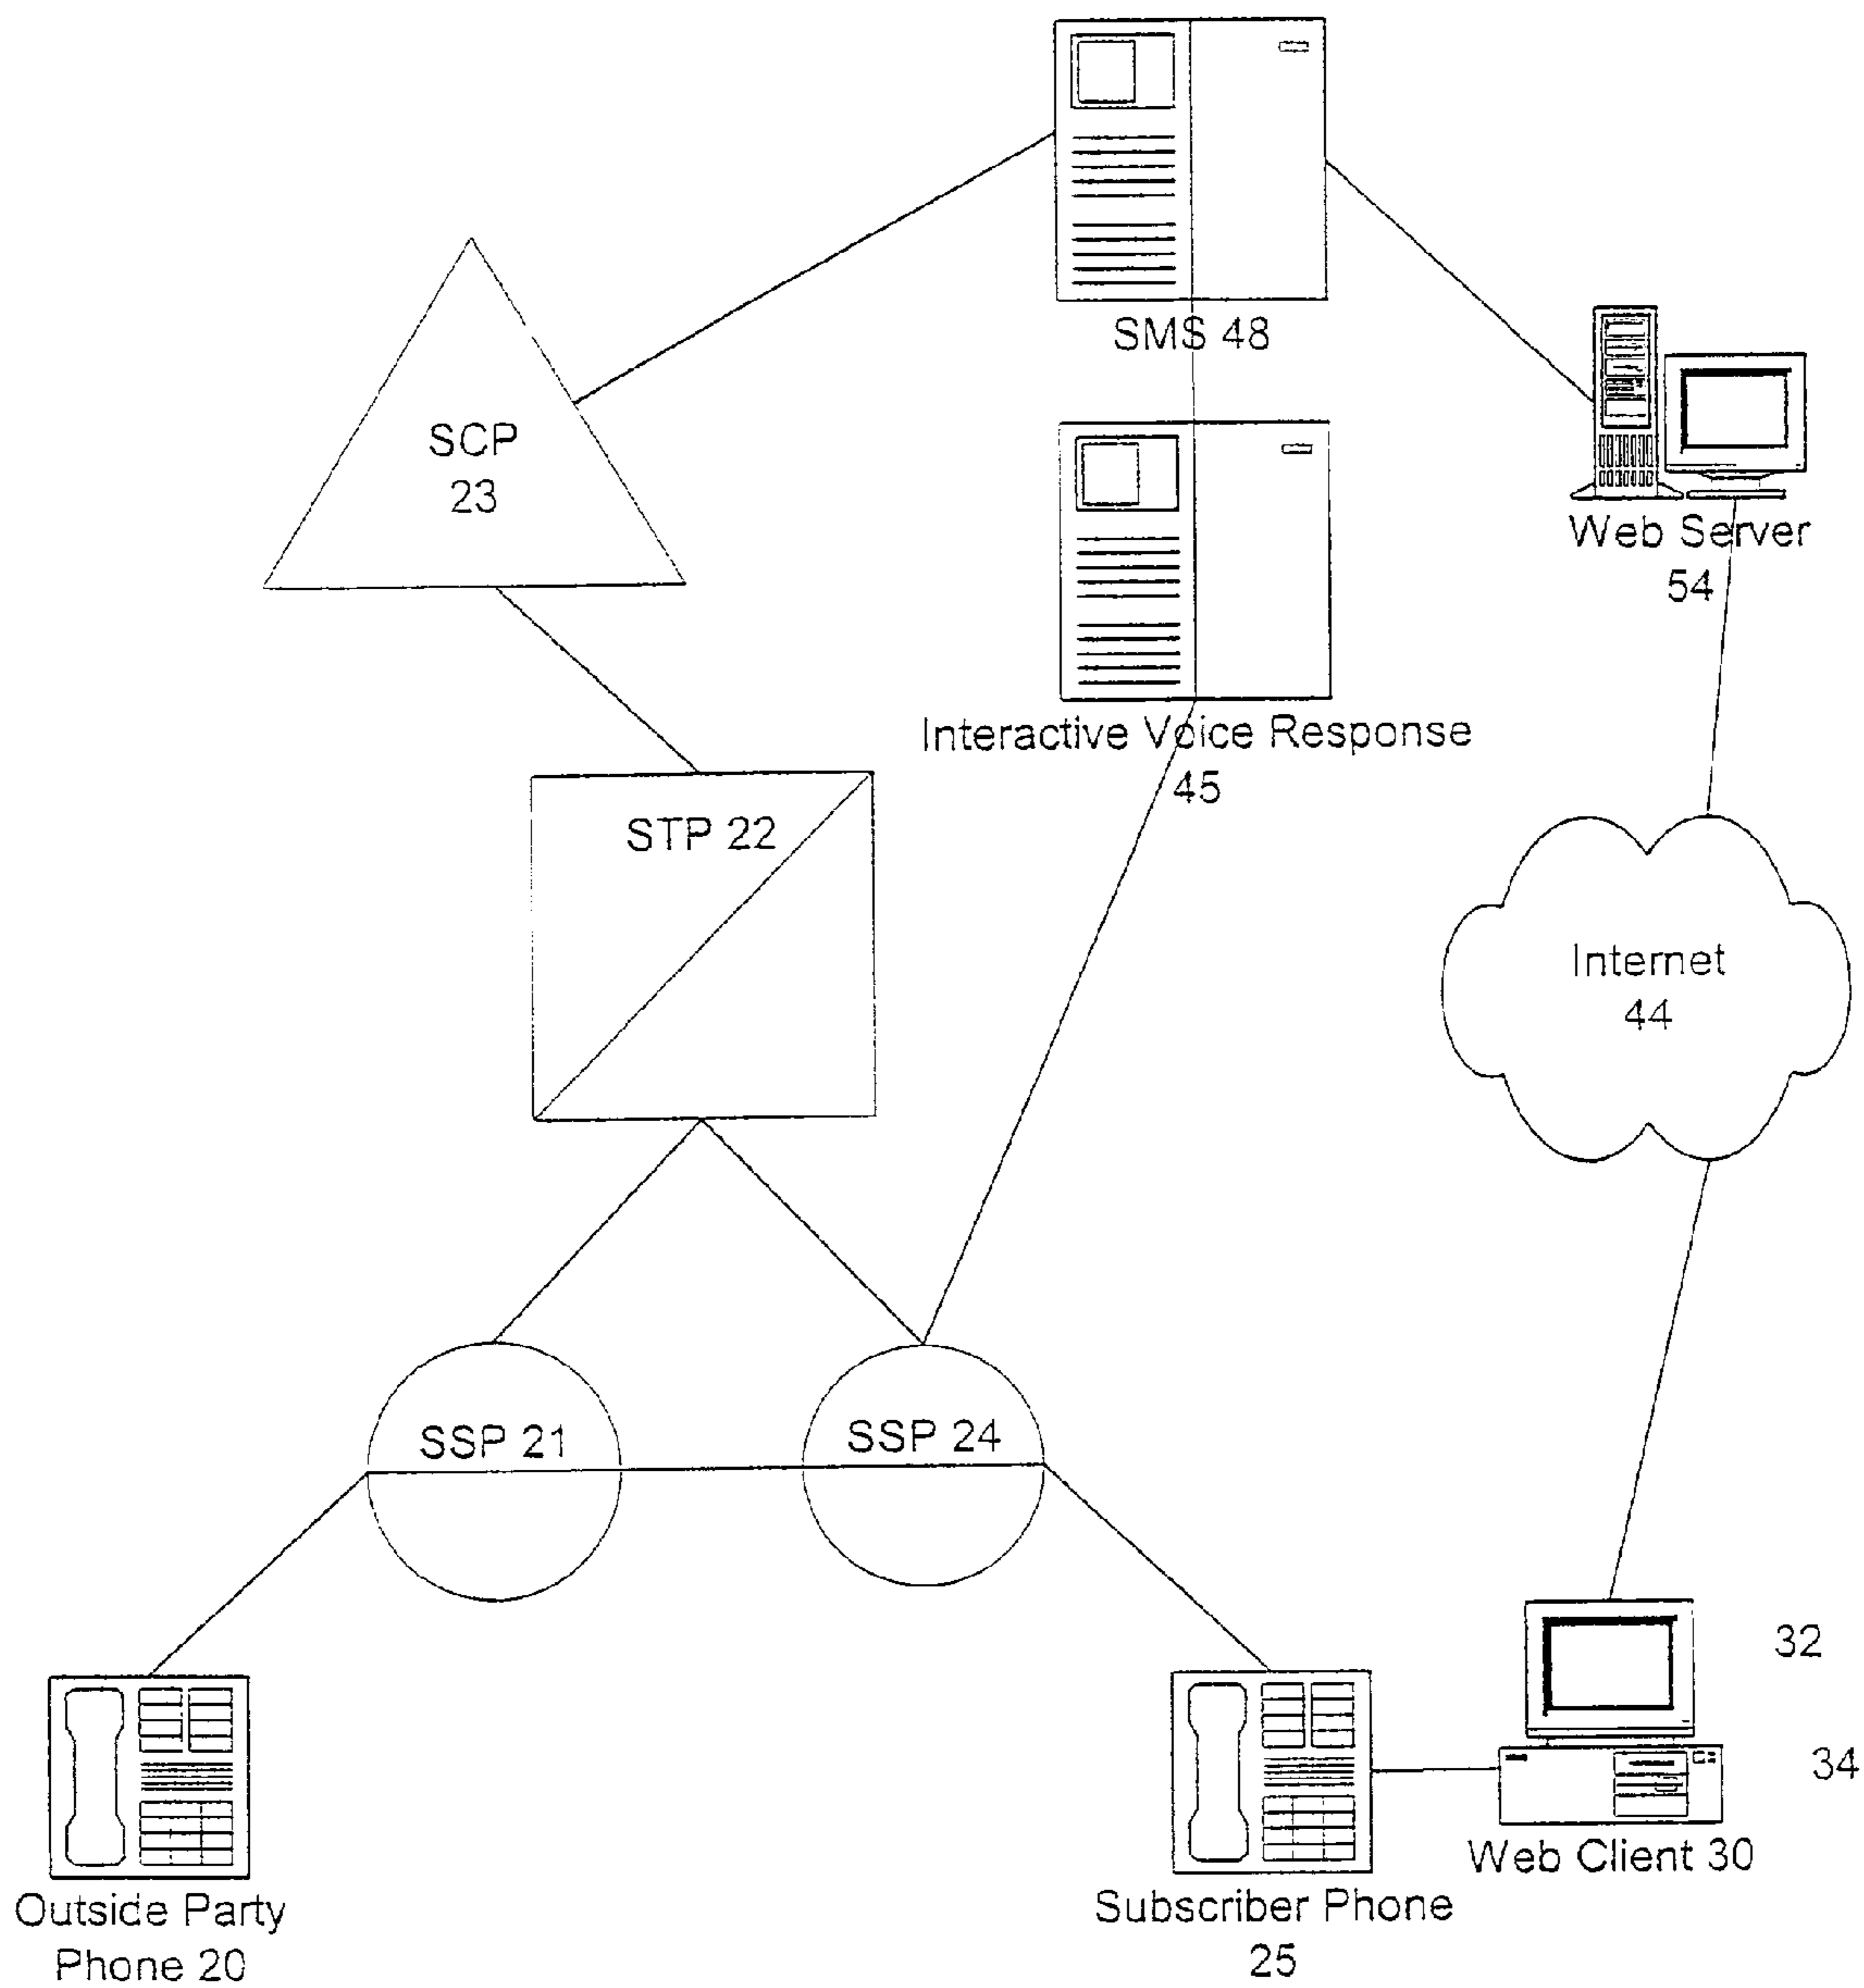 SMS 48
SCP
23
Web Server
54
Interactive Voice Response
45
STP 22
Internet
44
SSP 21
SSP 24
32
34
Web Client 30
Outside Party
Phone 20
Subscriber Phone
25